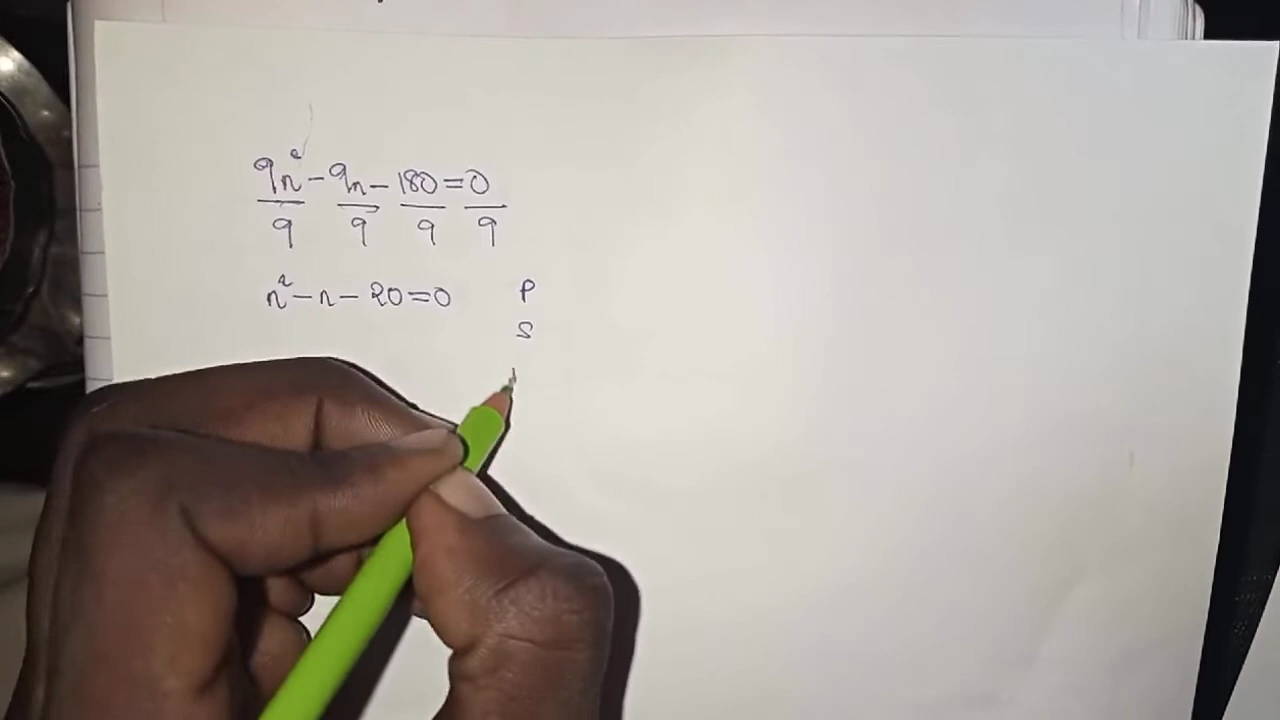 9n² - 9n - 180 = 0
9 9 9 9
n² - n - 20 = 0 P
S